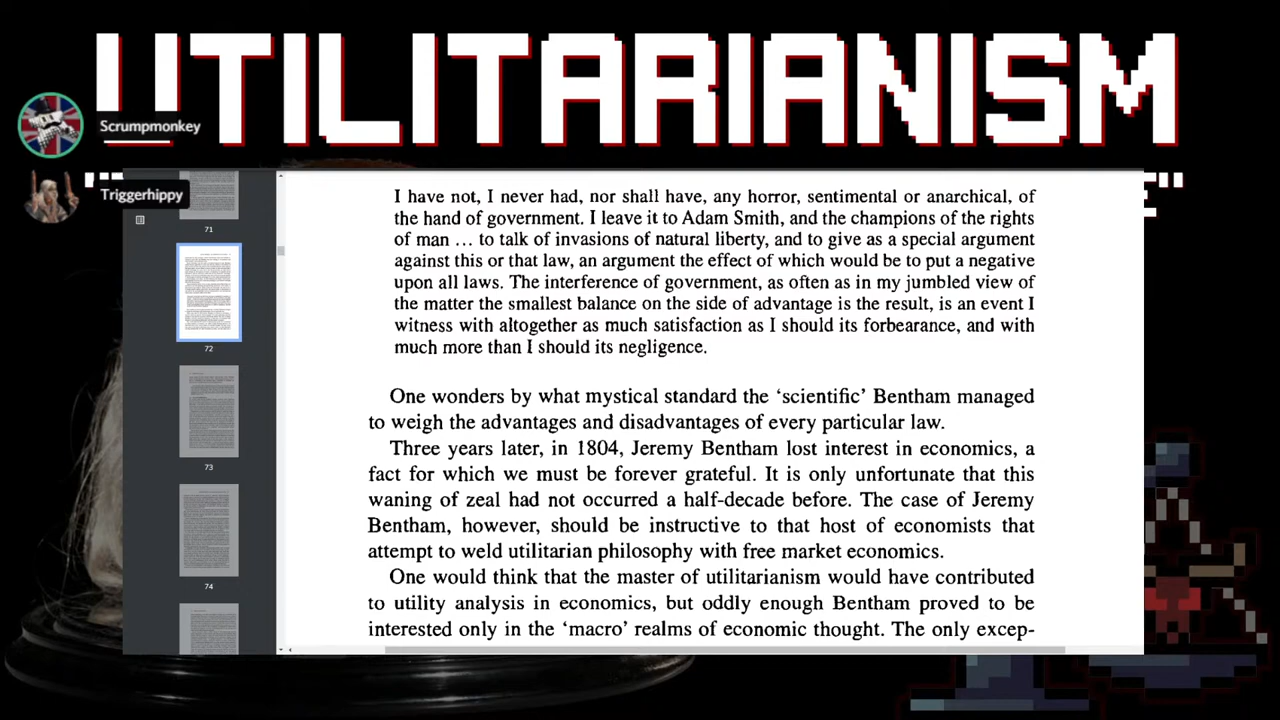 UTILITARIANISM
Scrumpmonkey
Triggerhippy
71
72
73
74
I have not, I never had, nor shall have, any horror, sentimental or anarchical, of
the hand of government. I leave it to Adam Smith, and the champions of the rights
of man ... to talk of invasions of natural liberty, and to give as a special argument
against this or that law, an argument the effect of which would be to put a negative
upon all laws. The interference of government, as often as in my jumbled view of
the matter the smallest balance on the side of advantage is the result, is an event I
witness with altogether as much satisfaction as I should its forbearance, and with
much more than I should its negligence.
One wonders by what mystical standard the ‘scientific’ Bentham managed
to weigh the advantages and disadvantages of every particular law.
Three years later, in 1804, Jeremy Bentham lost interest in economics, a
fact for which we must be forever grateful. It is only unfortunate that this
waning of zeal had not occurred a half-decade before. The case of Jeremy
Bentham, however, should be instructive to that host of economists that
attempt to weld utilitarian philosophy with free market economics.
One would think that the master of utilitarianism would have contributed
to utility analysis in economics, but oddly enough Bentham proved to be
interested only in the ‘macro’ realms of economic thought. The only excep-